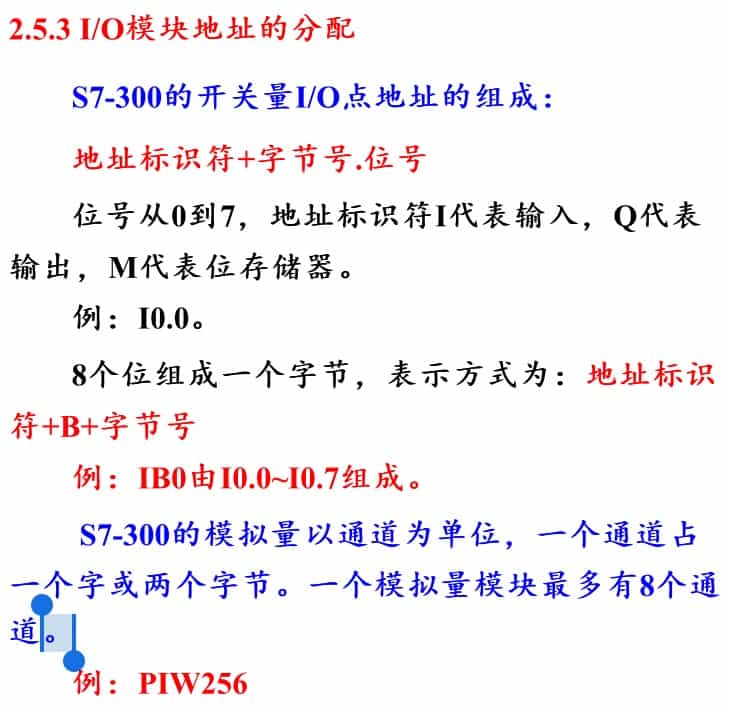 2.5.3 I/O模块地址的分配
S7-300的开关量I/O点地址的组成：
地址标识符+字节号.位号
位号从0到7，地址标识符I代表输入，Q代表
输出，M代表位存储器。
例：I0.0。
8个位组成一个字节，表示方式为：地址标识
符+B+字节号
例：IB0由I0.0~I0.7组成。
S7-300的模拟量以通道为单位，一个通道占
一个字或两个字节。一个模拟量模块最多有8个通
道。
例：PIW256